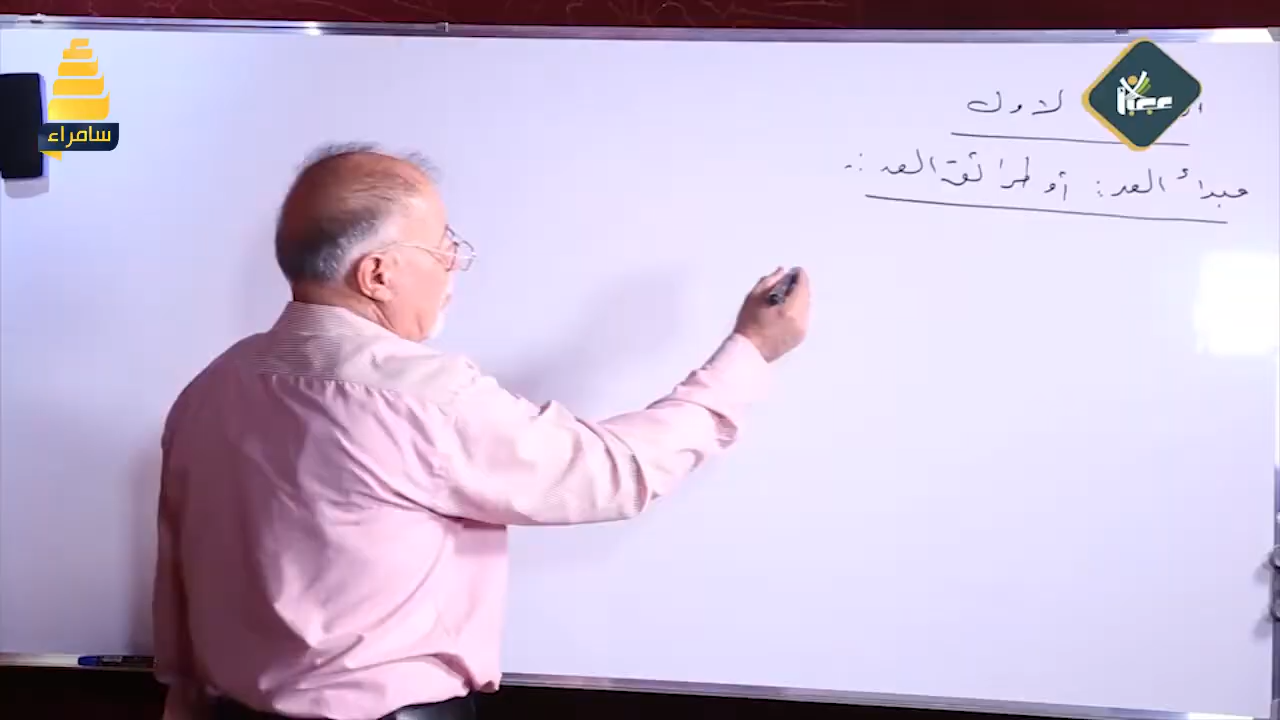 سامراء
لاول
مبدأ العد : أو طرائق العد :-